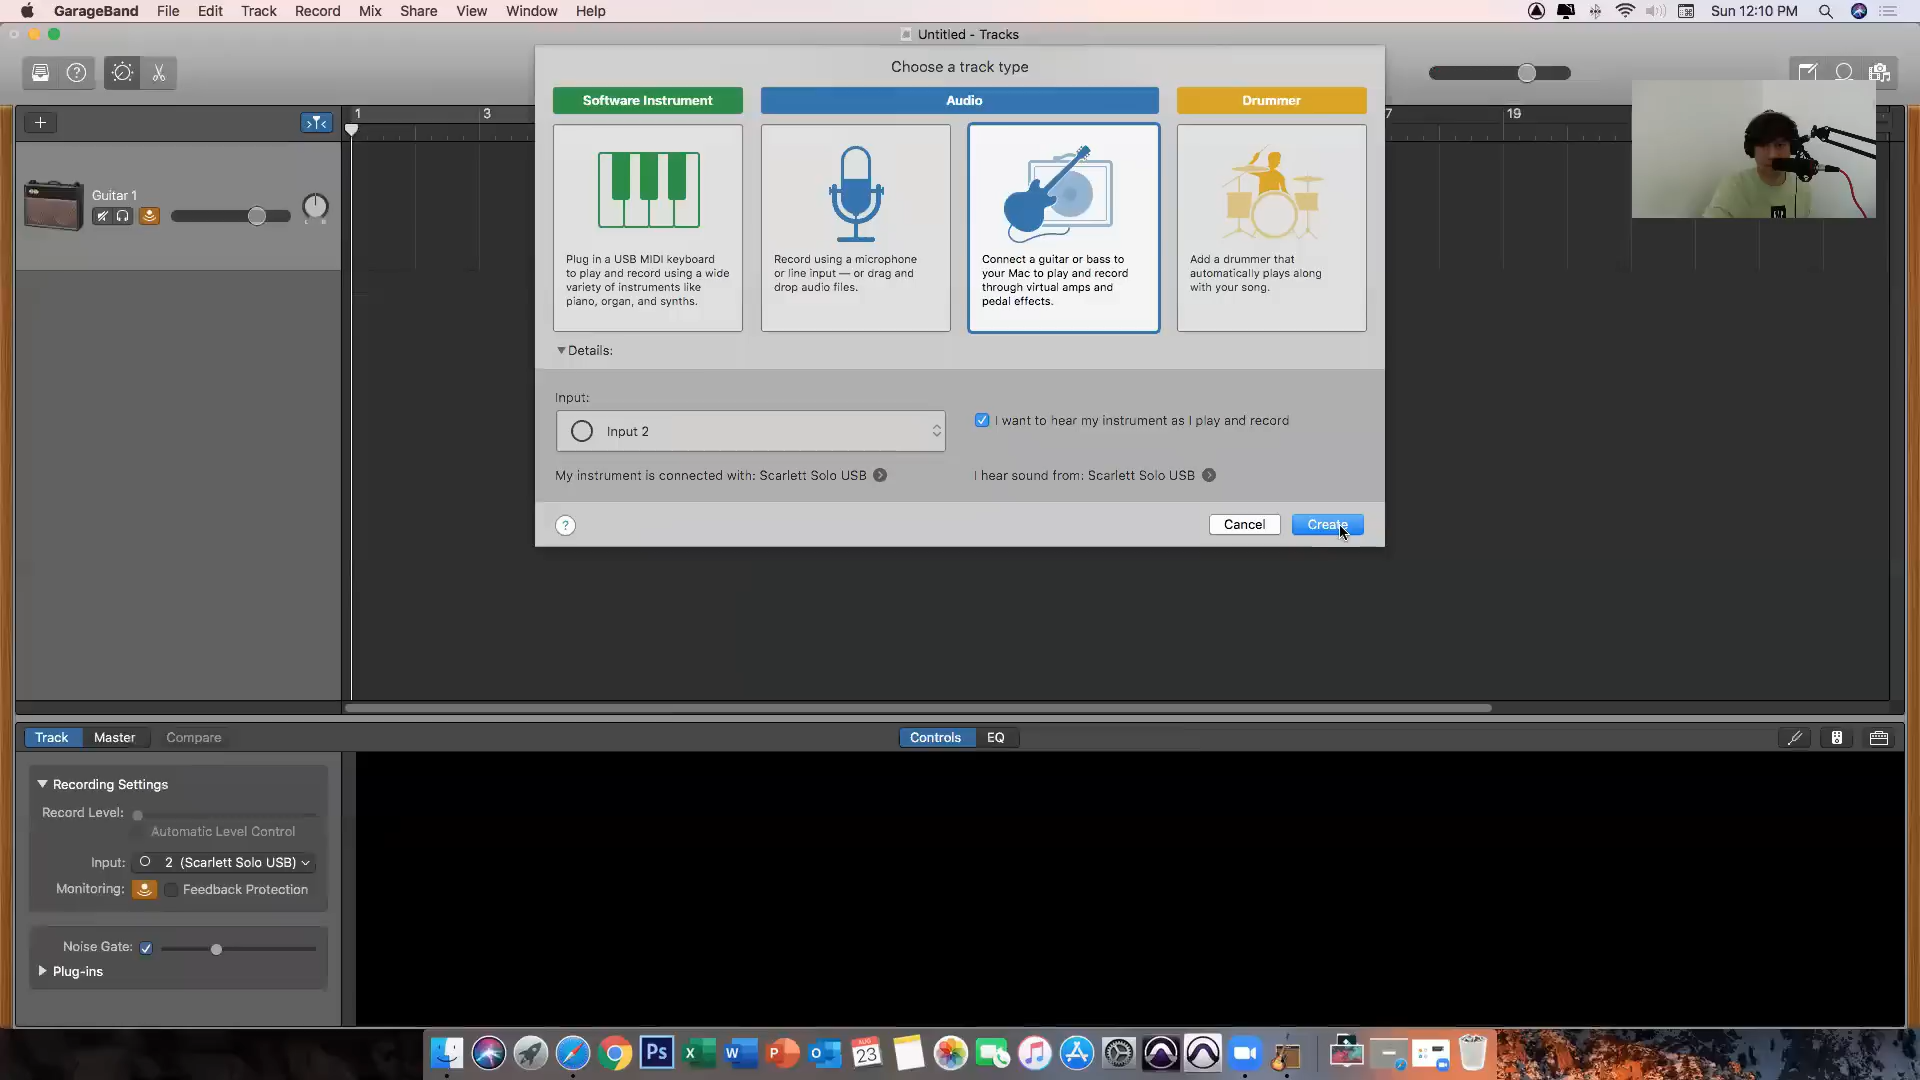 GarageBand File Edit Track Record Mix Share View Window Help
Sun 12:10 PM
Untitled - Tracks
Choose a track type
Software Instrument
Audio
Drummer
1
3
7
19
Guitar 1
L R
Plug in a USB MIDI keyboard
to play and record using a wide
variety of instruments like
piano, organ, and synths.
Record using a microphone
or line input — or drag and
drop audio files.
Connect a guitar or bass to
your Mac to play and record
through virtual amps and
pedal effects.
Add a drummer that
automatically plays along
with your song.
Details:
Input:
Input 2
I want to hear my instrument as I play and record
My instrument is connected with: Scarlett Solo USB
I hear sound from: Scarlett Solo USB
?
Cancel
Create
Track Master Compare
Controls EQ
Recording Settings
Record Level:
Automatic Level Control
Input: 2 (Scarlett Solo USB)
Monitoring: Feedback Protection
Noise Gate:
Plug-ins
Ps
X
W
P
O
AUG
23